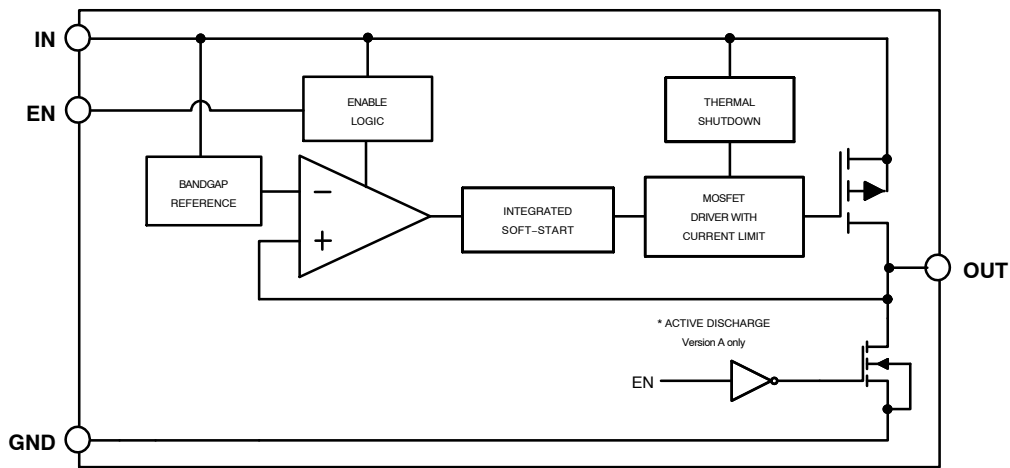 IN
EN
ENABLE
LOGIC
THERMAL
SHUTDOWN
BANDGAP
REFERENCE
−
+
INTEGRATED
SOFT−START
MOSFET
DRIVER WITH
CURRENT LIMIT
OUT
* ACTIVE DISCHARGE
Version A only
EN
GND